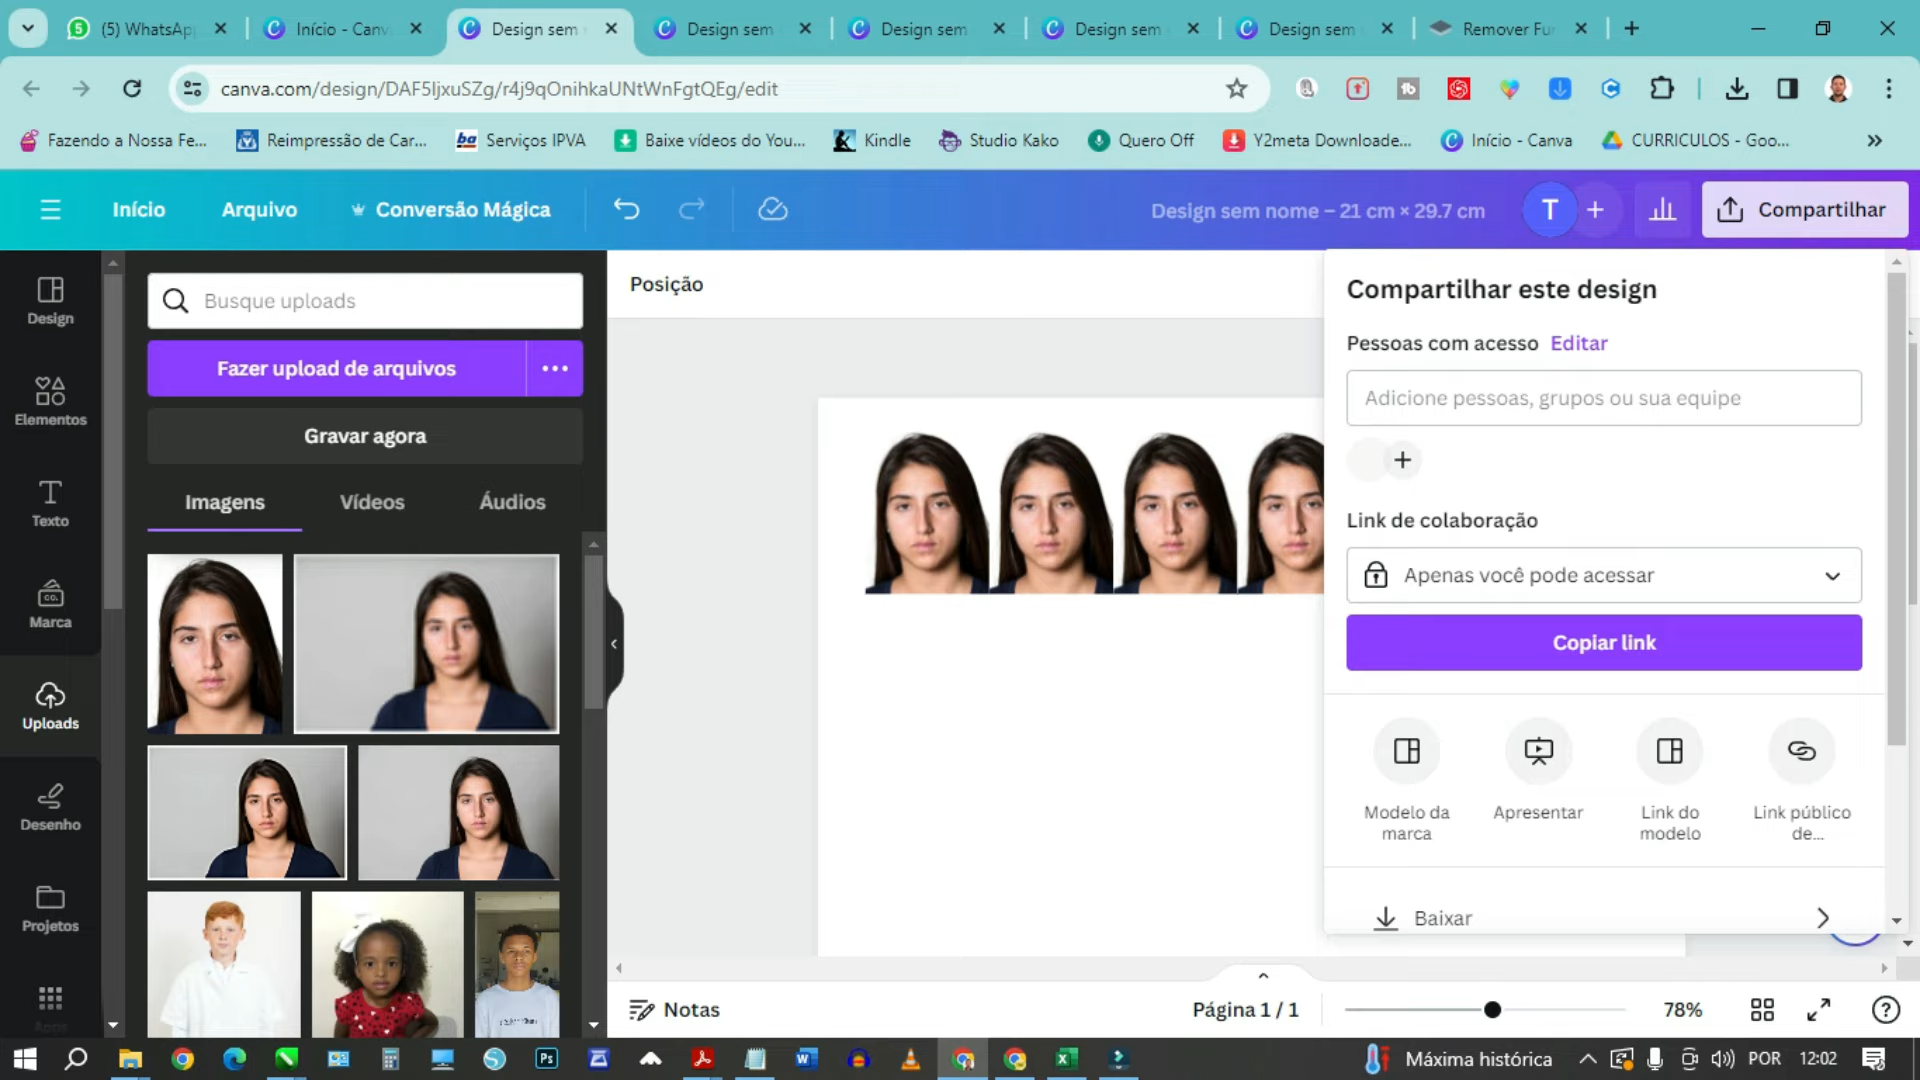 5
(5) WhatsAp
Início - Canv
Design sem
Design sem
Design sem
Design sem
Design sem
Remover Fu
canva.com/design/DAF5IjxuSZg/r4j9qOnihkaUNtWnFgtQEg/edit
Fazendo a Nossa Fe...
Reimpressão de Car...
ba
Serviços IPVA
Baixe vídeos do You...
Kindle
Studio Kako
Quero Off
Y2meta Downloade...
Início - Canva
CURRICULOS - Goo...
Início
Arquivo
Conversão Mágica
Design sem nome – 21 cm × 29.7 cm
T
Compartilhar
Design
Elementos
Texto
CO.
Marca
Uploads
Desenho
Projetos
Apps
Busque uploads
Fazer upload de arquivos
Gravar agora
Imagens
Vídeos
Áudios
Posição
Compartilhar este design
Pessoas com acesso
Editar
Adicione pessoas, grupos ou sua equipe
Link de colaboração
Apenas você pode acessar
Copiar link
Modelo da
marca
Apresentar
Link do
modelo
Link público
de...
Baixar
Notas
Página 1 / 1
78%
Ps
Máxima histórica
POR
12:02